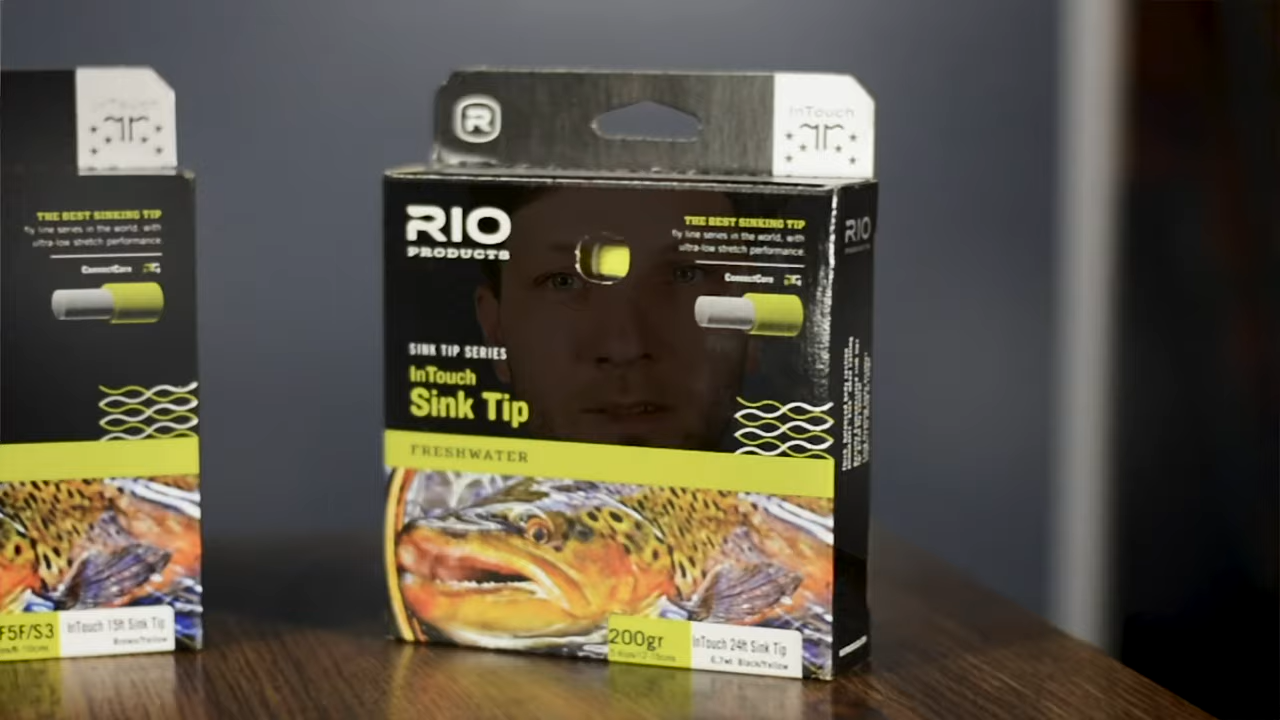 InTouch
THE BEST SINKING TIP
fly line series in the world, with
ultra-low stretch performance.
ConnectCore
F5F/S3
InTouch 15ft Sink Tip
Brown/Yellow
R
InTouch
RIO
PRODUCTS
THE BEST SINKING TIP
fly line series in the world, with
ultra-low stretch performance.
ConnectCore
SINK TIP SERIES
InTouch
Sink Tip
FRESHWATER
200gr
InTouch 24ft Sink Tip
6.7wt Black/Yellow
RIO